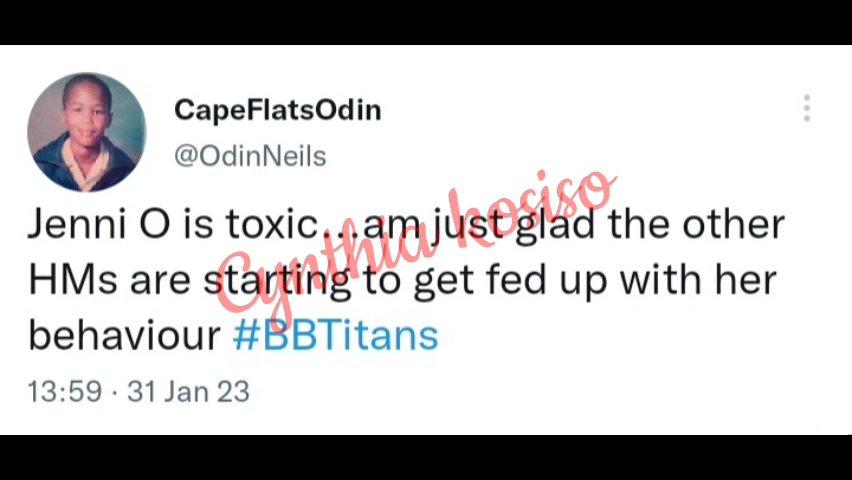 CapeFlatsOdin
@OdinNeils
Jenni O is toxic...am just glad the other
HMs are starting to get fed up with her
behaviour #BBTitans
13:59 · 31 Jan 23
Cynthia kosiso